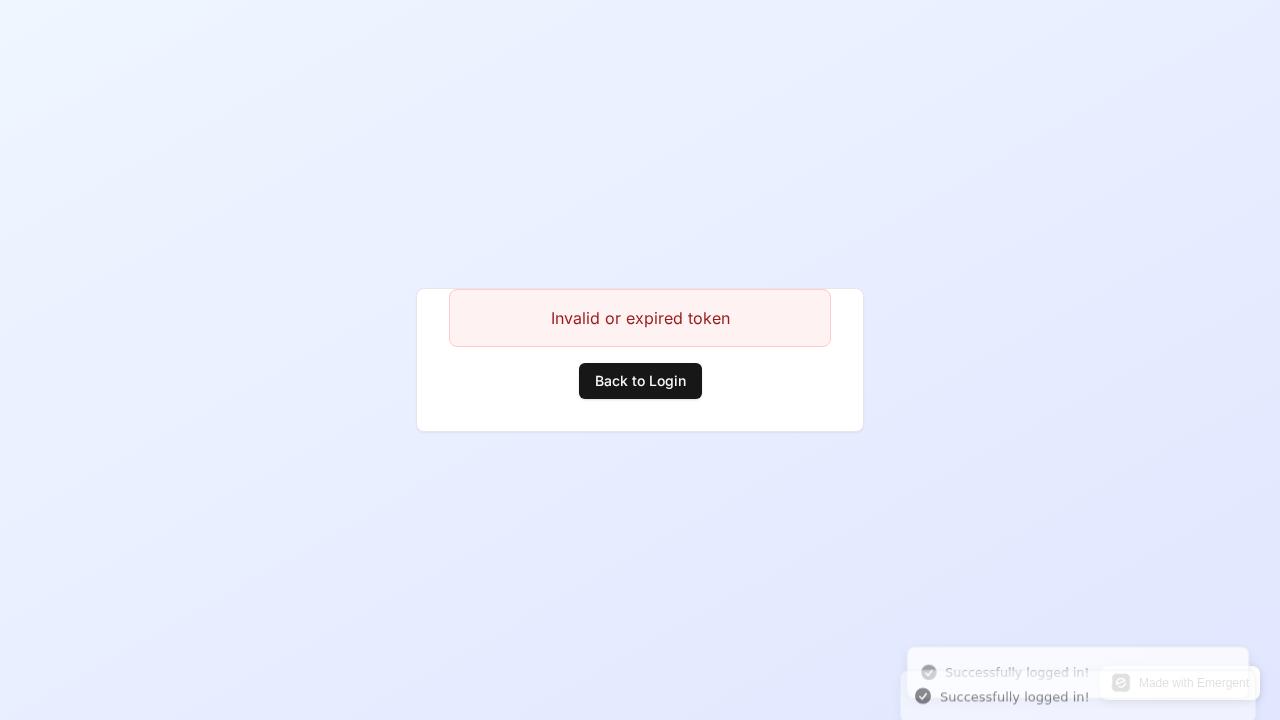 Invalid or expired token
Back to Login
Successfully logged in!
Made with Emergent
Successfully logged in!